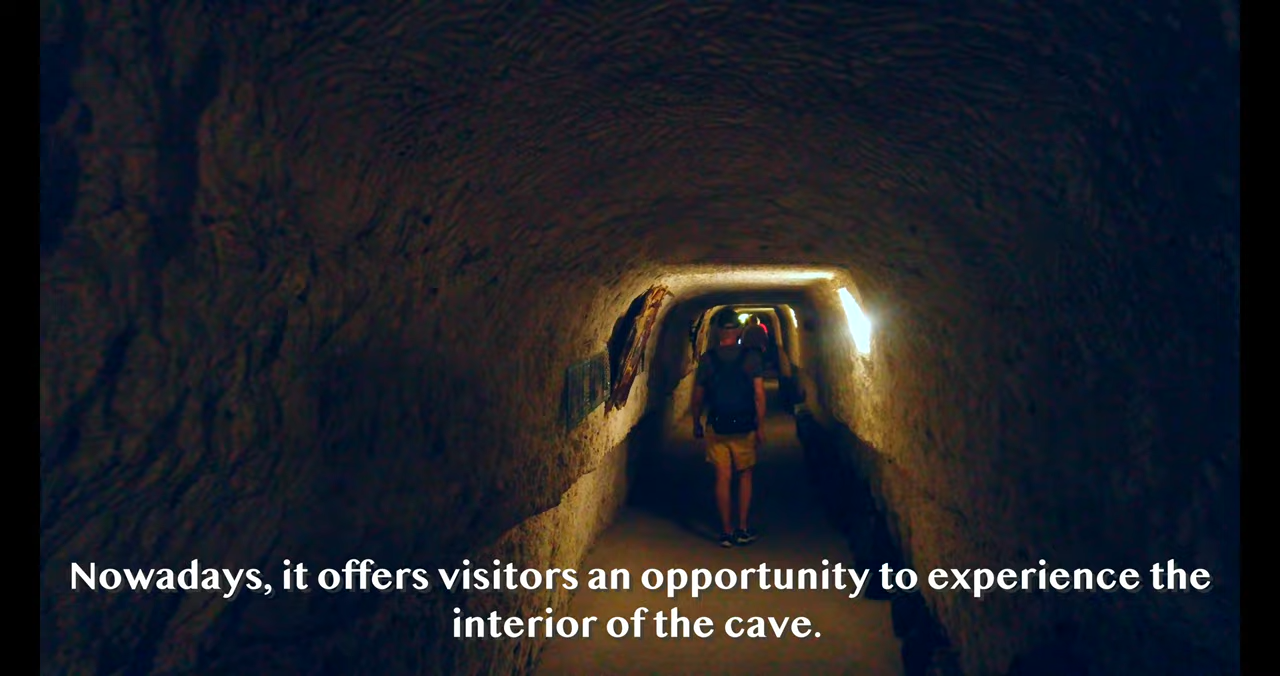 Nowadays, it offers visitors an opportunity to experience the
interior of the cave.